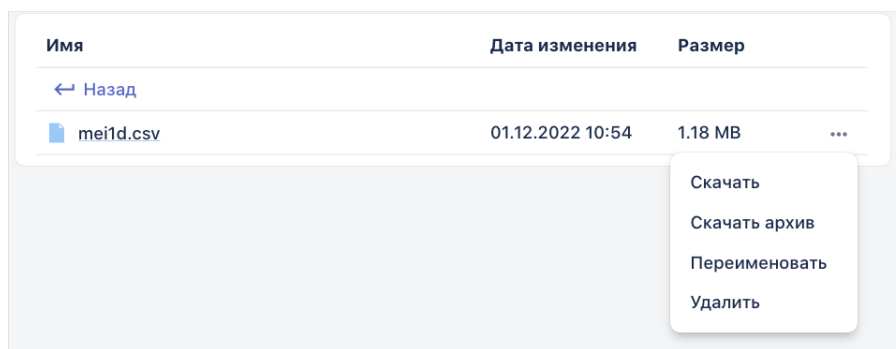 Имя Дата изменения Размер
Назад
mei1d.csv 01.12.2022 10:54 1.18 MB ...
Скачать
Скачать архив
Переименовать
Удалить